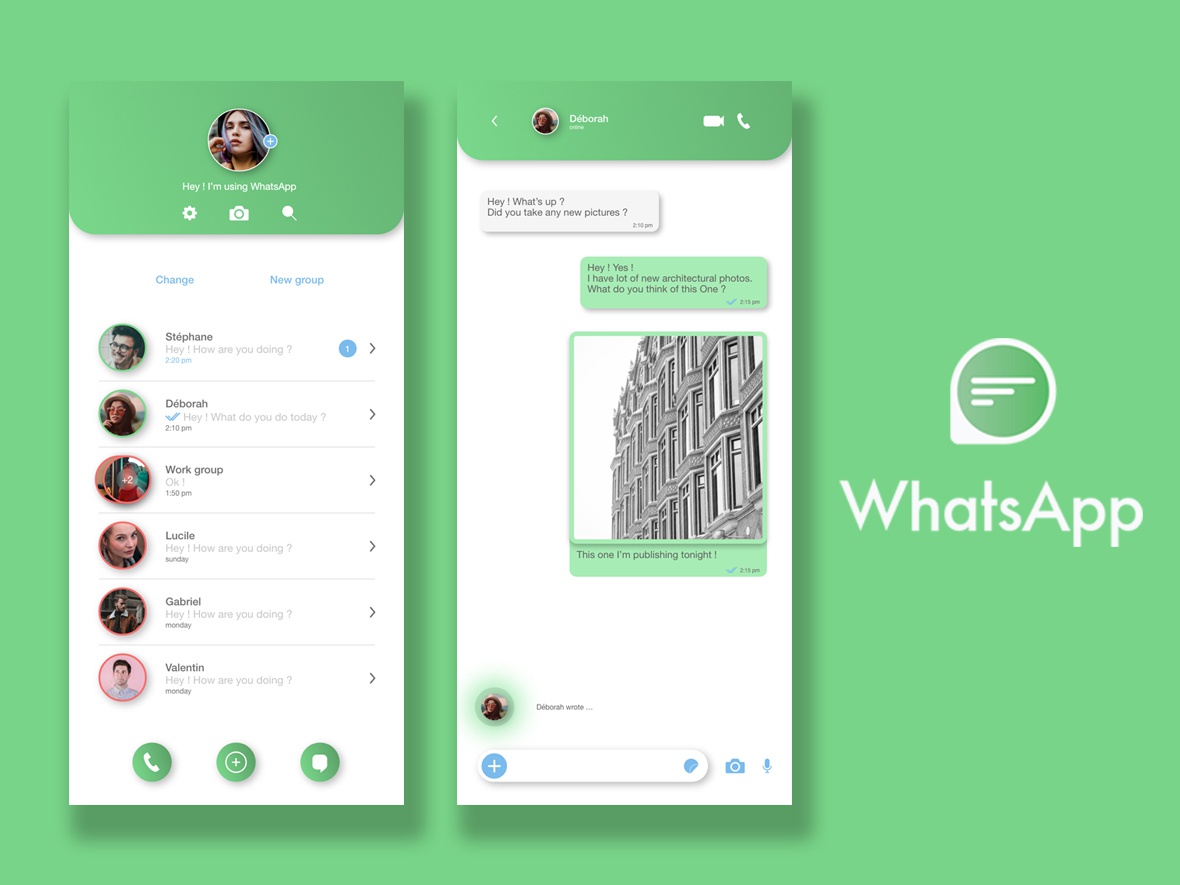 Hey ! I'm using WhatsApp
Change
New group
Stéphane
Hey ! How are you doing ?
2:20 pm
1
Déborah
Hey ! What do you do today ?
2:10 pm
+2
Work group
Ok !
1:50 pm
Lucile
Hey ! How are you doing ?
sunday
Gabriel
Hey ! How are you doing ?
monday
Valentin
Hey ! How are you doing ?
monday
Déborah
online
Hey ! What's up ?
Did you take any new pictures ?
2:10 pm
Hey ! Yes !
I have lot of new architectural photos.
What do you think of this One ?
2:15 pm
This one I'm publishing tonight !
2:15 pm
Déborah wrote ...
WhatsApp